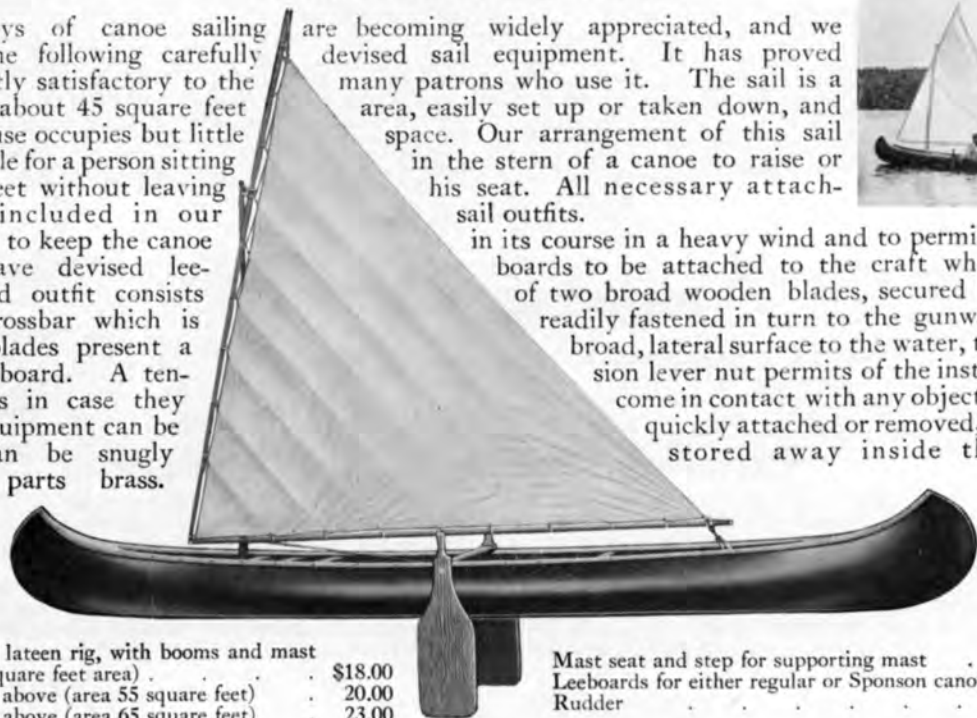 ys of canoe sailing are becoming widely appreciated, and we
he following carefully devised sail equipment. It has proved
tly satisfactory to the many patrons who use it. The sail is a
about 45 square feet area, easily set up or taken down, and
use occupies but little space. Our arrangement of this sail
le for a person sitting in the stern of a canoe to raise or
eet without leaving his seat. All necessary attach-
included in our sail outfits.
to keep the canoe in its course in a heavy wind and to permi
ave devised lee- boards to be attached to the craft wh
d outfit consists of two broad wooden blades, secured
rossbar which is readily fastened in turn to the gunw
lades present a broad, lateral surface to the water, t
board. A ten- sion lever nut permits of the inst
s in case they come in contact with any object
quipment can be quickly attached or removed,
an be snugly stored away inside th
parts brass.
lateen rig, with booms and mast
quare feet area) . . . . $18.00
above (area 55 square feet) . 20.00
above (area 65 square feet) . 23.00
Mast seat and step for supporting mast .
Leeboards for either regular or Sponson cano
Rudder . . . . . .